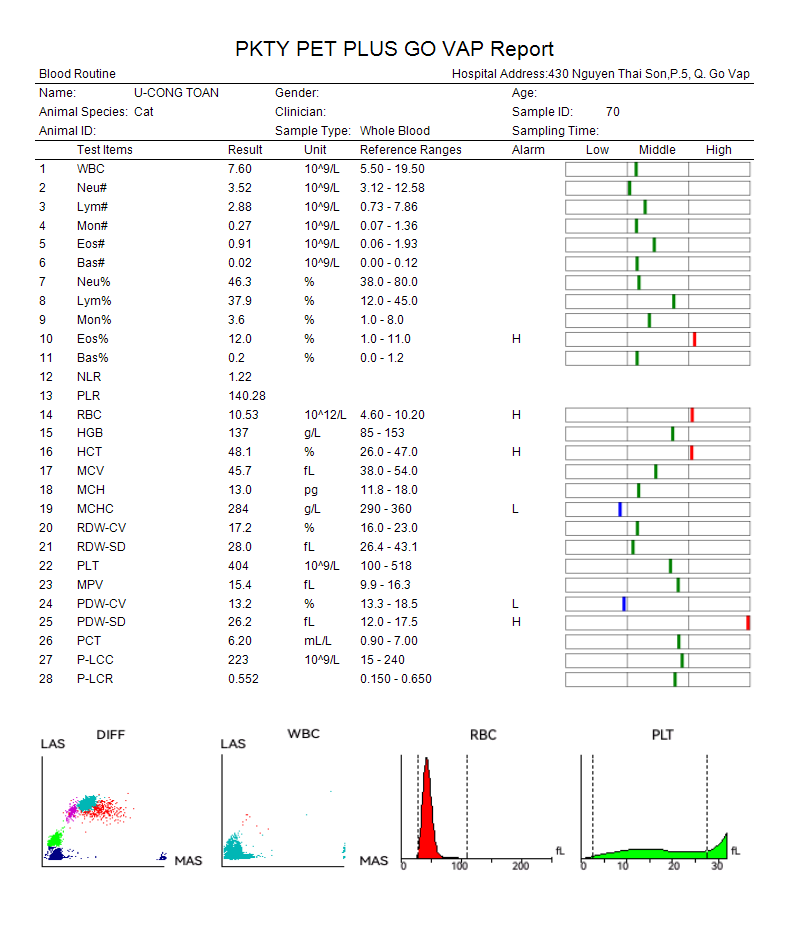 PKTY PET PLUS GO VAP Report
Blood Routine Hospital Address:430 Nguyen Thai Son,P.5, Q. Go Vap
Name: U-CONG TOAN Gender: Age:
Animal Species: Cat Clinician: Sample ID: 70
Animal ID: Sample Type: Whole Blood Sampling Time:
Test Items Result Unit Reference Ranges Alarm Low Middle High
1 WBC 7.60 10^9/L 5.50 - 19.50
2 Neu# 3.52 10^9/L 3.12 - 12.58
3 Lym# 2.88 10^9/L 0.73 - 7.86
4 Mon# 0.27 10^9/L 0.07 - 1.36
5 Eos# 0.91 10^9/L 0.06 - 1.93
6 Bas# 0.02 10^9/L 0.00 - 0.12
7 Neu% 46.3 % 38.0 - 80.0
8 Lym% 37.9 % 12.0 - 45.0
9 Mon% 3.6 % 1.0 - 8.0
10 Eos% 12.0 % 1.0 - 11.0 H
11 Bas% 0.2 % 0.0 - 1.2
12 NLR 1.22
13 PLR 140.28
14 RBC 10.53 10^12/L 4.60 - 10.20 H
15 HGB 137 g/L 85 - 153
16 HCT 48.1 % 26.0 - 47.0 H
17 MCV 45.7 fL 38.0 - 54.0
18 MCH 13.0 pg 11.8 - 18.0
19 MCHC 284 g/L 290 - 360 L
20 RDW-CV 17.2 % 16.0 - 23.0
21 RDW-SD 28.0 fL 26.4 - 43.1
22 PLT 404 10^9/L 100 - 518
23 MPV 15.4 fL 9.9 - 16.3
24 PDW-CV 13.2 % 13.3 - 18.5 L
25 PDW-SD 26.2 fL 12.0 - 17.5 H
26 PCT 6.20 mL/L 0.90 - 7.00
27 P-LCC 223 10^9/L 15 - 240
28 P-LCR 0.552 0.150 - 0.650
DIFF WBC RBC PLT
LAS LAS
MAS MAS fL fL
0 100 200 0 10 20 30